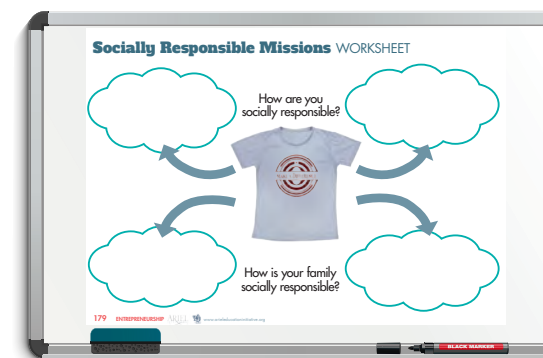 Socially Responsible Missions WORKSHEET
How are you
socially responsible?
How is your family
socially responsible?
179 ENTREPRENEURSHIP
BLACK MARKER